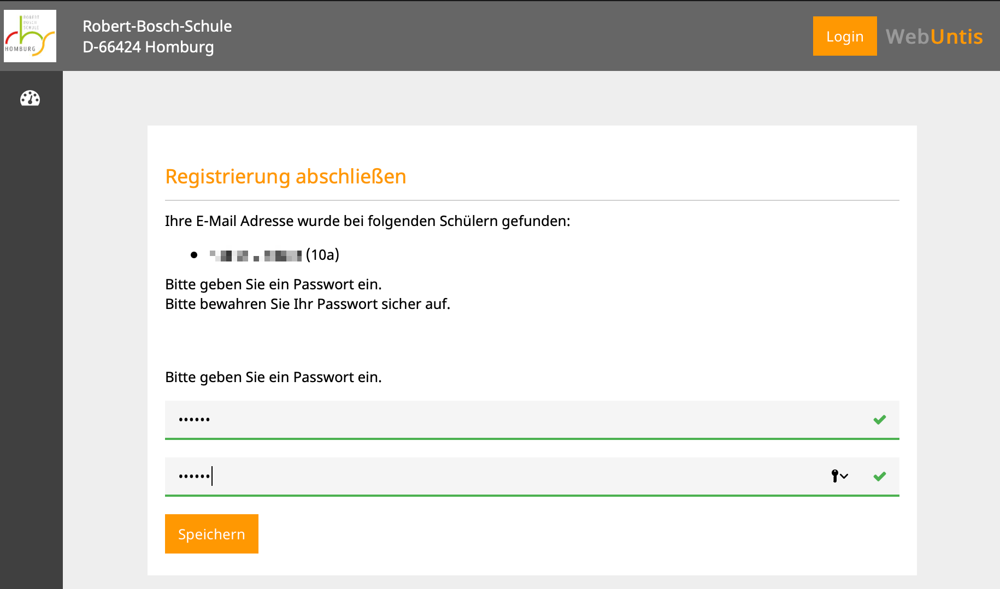 ROBERT
BOSCH
SCHULE
HOMBURG
Robert-Bosch-Schule
D-66424 Homburg
Login
WebUntis
Registrierung abschließen
Ihre E-Mail Adresse wurde bei folgenden Schülern gefunden:
(10a)
Bitte geben Sie ein Passwort ein.
Bitte bewahren Sie Ihr Passwort sicher auf.
Bitte geben Sie ein Passwort ein.
Speichern